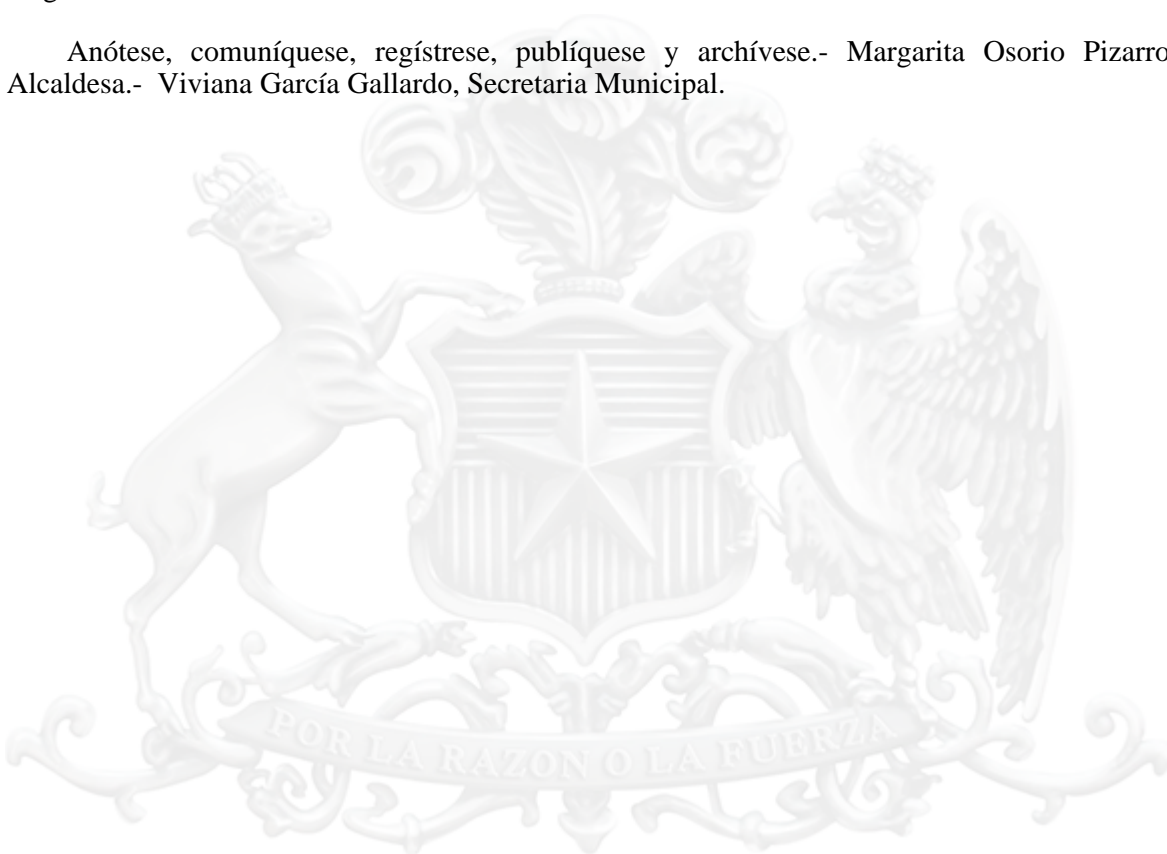 Anótese, comuníquese, regístrese, publíquese y archívese.- Margarita Osorio Pizarro
Alcaldesa.- Viviana García Gallardo, Secretaria Municipal.
POR LA RAZON O LA FUERZA